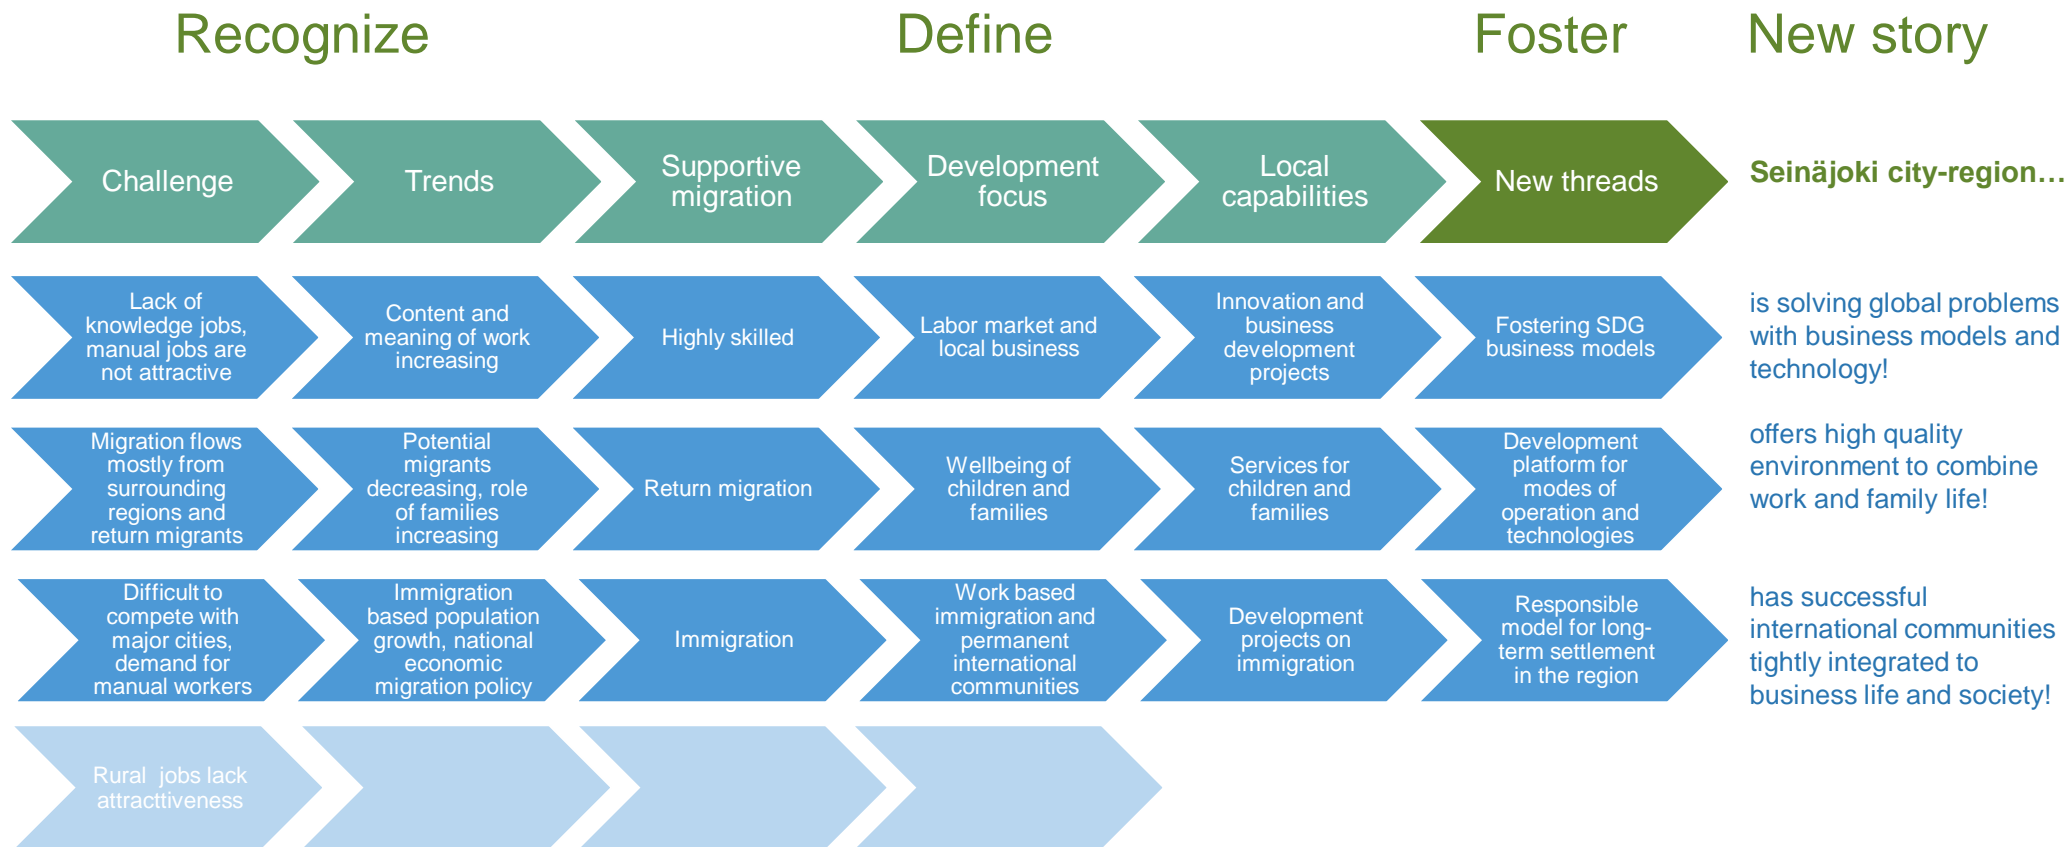 Recognize
Define
Foster
New story
Challenge
Trends
Supportive
migration
Development
focus
Local
capabilities
New threads
Seinäjoki city-region…
Lack of
knowledge jobs,
manual jobs are
not attractive
Content and
meaning of work
increasing
Highly skilled
Labor market and
local business
Innovation and
business
development
projects
Fostering SDG
business models
is solving global problems
with business models and
technology!
Migration flows
mostly from
surrounding
regions and
return migrants
Potential
migrants
decreasing, role
of families
increasing
Return migration
Wellbeing of
children and
families
Services for
children and
families
Development
platform for
modes of
operation and
technologies
offers high quality
environment to combine
work and family life!
Difficult to
compete with
major cities,
demand for
manual workers
Immigration
based population
growth, national
economic
migration policy
Immigration
Work based
immigration and
permanent
international
communities
Development
projects on
immigration
Responsible
model for long-
term settlement
in the region
has successful
international communities
tightly integrated to
business life and society!
Rural jobs lack
attracttiveness